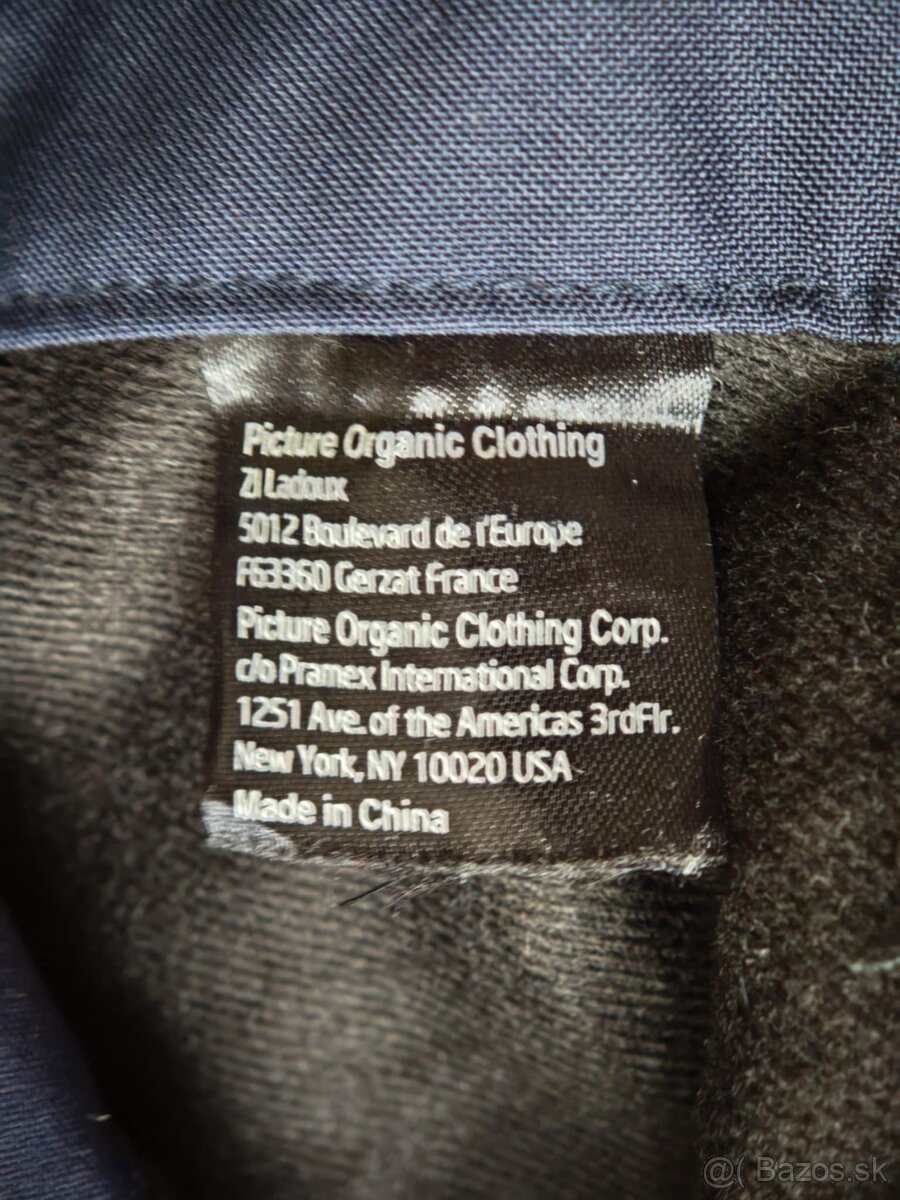 Picture Organic Clothing
ZI Ladoux
5012 Boulevard de l'Europe
F63360 Gerzat France
Picture Organic Clothing Corp.
c/o Pramex International Corp.
1251 Ave. of the Americas 3rdFlr.
New York, NY 10020 USA
Made in China
@( Bazos.sk